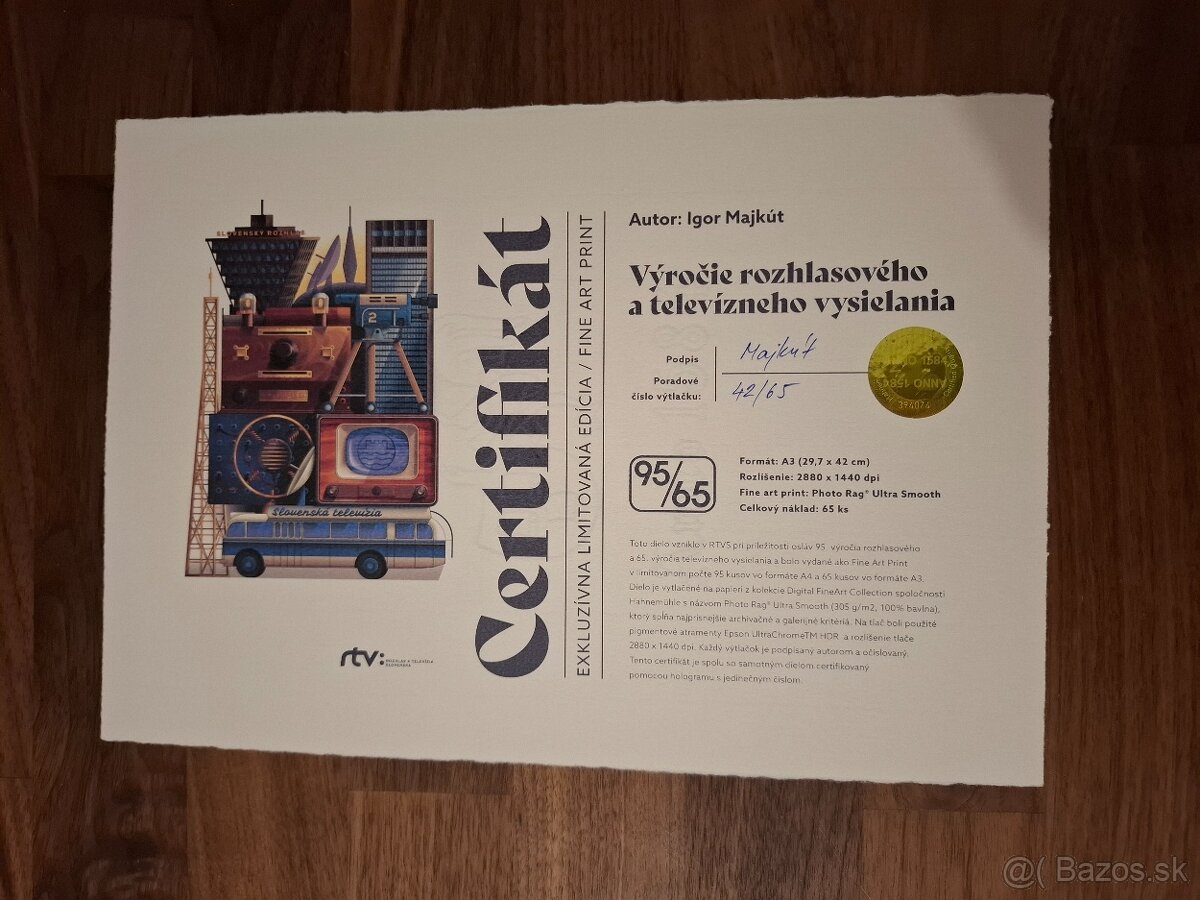 SLOVENSKÝ ROZHLAS
2
Slovenská televízia
rtv:
ROZHLAS A TELEVÍZIA
SLOVENSKA
Certifikát
EXKLUZÍVNA LIMITOVANÁ EDÍCIA / FINE ART PRINT
Autor: Igor Majkút
Výročie rozhlasového
a televízneho vysielania
Podpis
Majkút
Poradové
číslo výtlačku:
42/65
ANNO 1584
394074
95/65
Formát: A3 (29,7 x 42 cm)
Rozlíšenie: 2880 x 1440 dpi
Fine art print: Photo Rag® Ultra Smooth
Celkový náklad: 65 ks
Toto dielo vzniklo v RTVS pri príležitosti osláv 95. výročia rozhlasového
a 65. výročia televízneho vysielania a bolo vydané ako Fine Art Print
v limitovanom počte 95 kusov vo formáte A4 a 65 kusov vo formáte A3.
Dielo je vytlačené na papieri z kolekcie Digital FineArt Collection spoločnosti
Hahnemühle s názvom Photo Rag® Ultra Smooth (305 g/m2, 100% bavlna),
ktorý spĺňa najprísnejšie archivačné a galerijné kritériá. Na tlač boli použité
pigmentové atramenty Epson UltraChromeTM HDR a rozlíšenie tlače
2880 x 1440 dpi. Každý výtlačok je podpísaný autorom a očíslovaný.
Tento certifikát je spolu so samotným dielom certifikovaný
pomocou hologramu s jedinečným číslom.
@( Bazos.sk